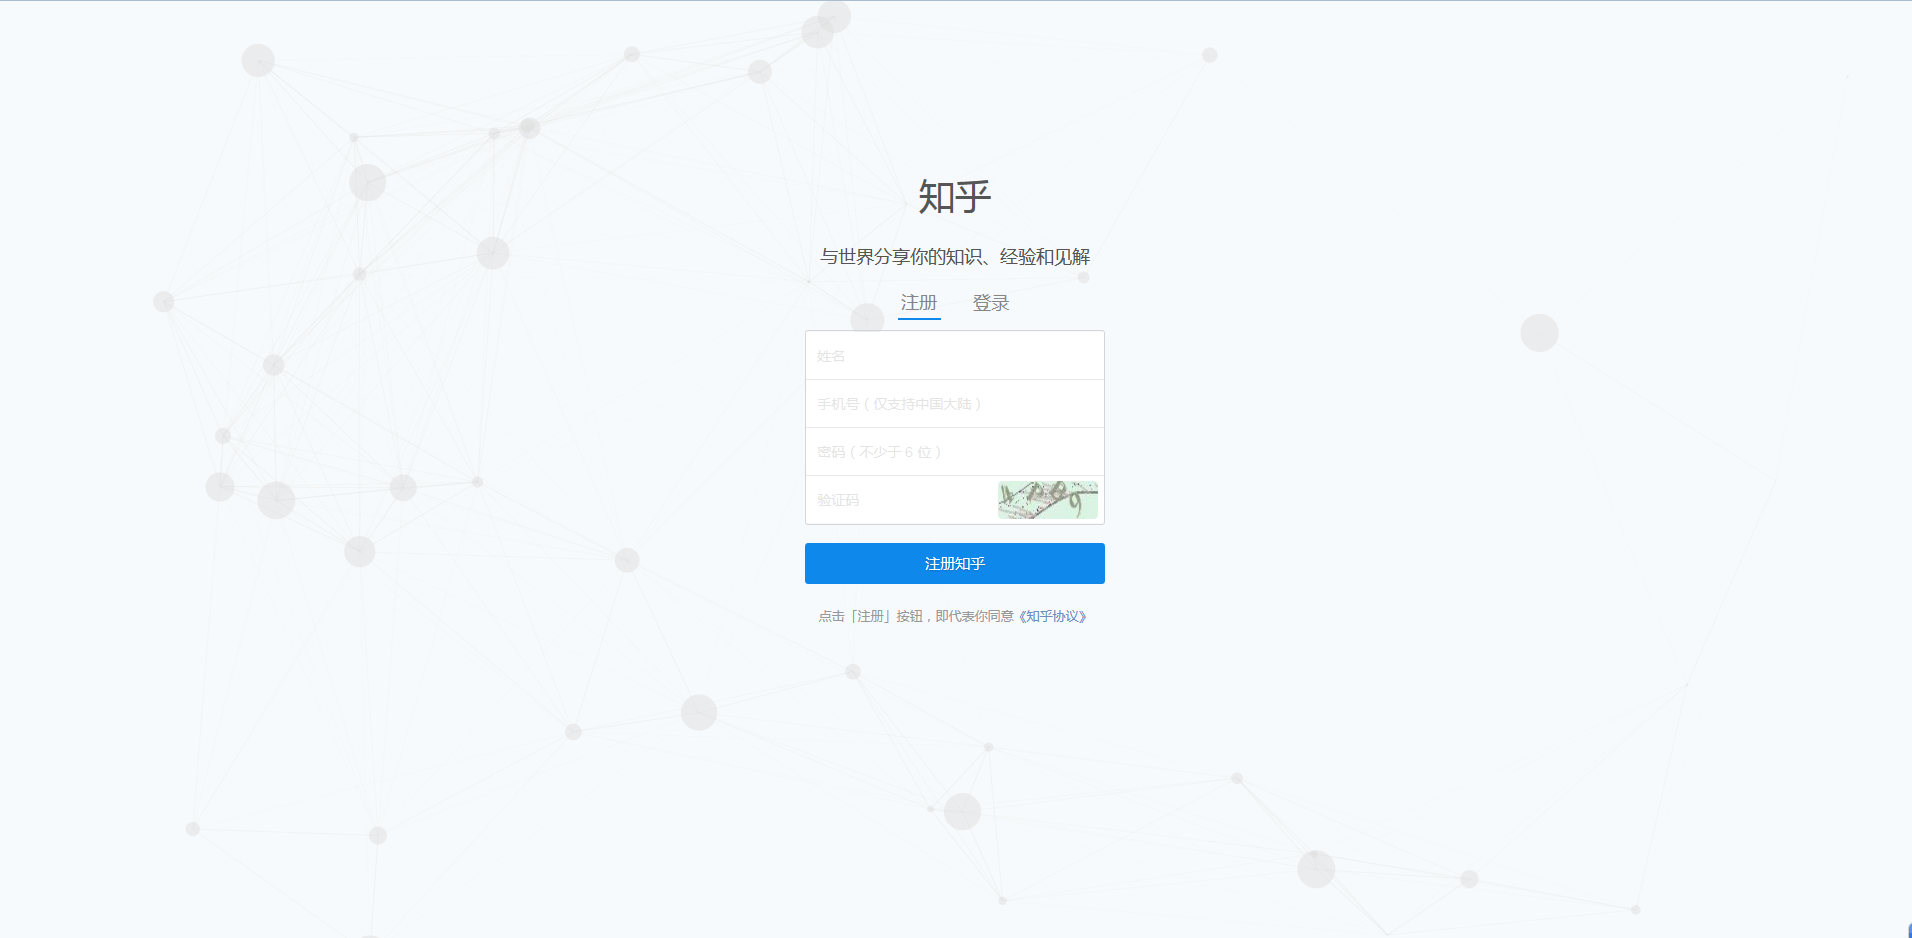 知乎
与世界分享你的知识、经验和见解
注册 登录
姓名
手机号（仅支持中国大陆）
密码（不少于 6 位）
验证码
注册知乎
点击「注册」按钮，即代表你同意《知乎协议》